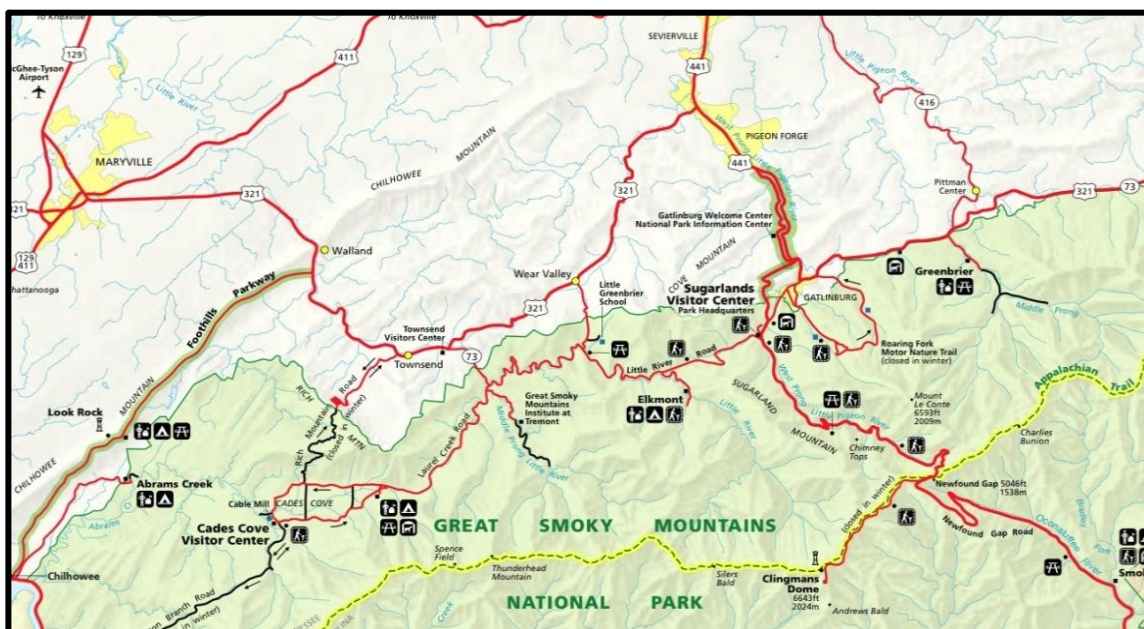 To Knoxville
To Knoxville
129
411
McGhee-Tyson
Airport
Little River
MARYVILLE
321
321
129
411
CHILHOWEE
MOUNTAIN
SEVIERVILLE
441
441
West Prong Little Pigeon River
PIGEON FORGE
Little Pigeon River
416
321
Pittman
Center
321
73
Gatlinburg Welcome Center
National Park Information Center
Walland
Wear Valley
COVE MOUNTAIN
Little
Greenbrier
School
Sugarlands
Visitor Center
Park Headquarters
GATLINBURG
Greenbrier
Middle Prong
Foothills Parkway
Townsend
Visitors Center
321
73
Townsend
Little River Road
Roaring Fork
Motor Nature Trail
(closed in winter)
Appalachian Trail
RICH
MTN
Rich Mountain Road
(closed in winter)
Great Smoky
Mountains
Institute at
Tremont
Elkmont
Little
River
SUGARLAND
MOUNTAIN
West Prong
Little Pigeon River
Mount
Le Conte
6593ft
2009m
Charlies
Bunion
Look Rock
CHILHOWEE
MOUNTAIN
Laurel Creek Road
Middle Prong Little River
Chimney
Tops
Abrams Creek
Cable Mill
CADES COVE
Newfound Gap 5046ft
1538m
(closed in winter)
Cades Cove
Visitor Center
GREAT SMOKY MOUNTAINS
Newfound Gap Road
Oconaluftee River
Bradley
Fork
Abrams
Chilhowee
Spence
Field
Thunderhead
Mountain
Silers
Bald
Clingmans
Dome
6643ft
2024m
Branch Road
in winter)
Creek
NATIONAL PARK
Andrews Bald